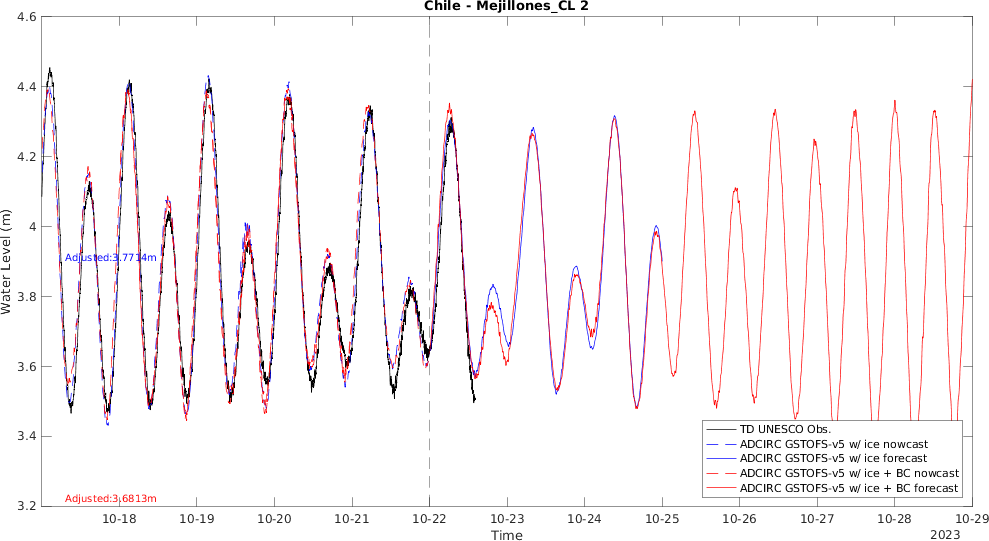 Chile - Mejillones_CL 2
Water Level (m)
4.6
4.4
4.2
4
3.8
3.6
3.4
3.2
Adjusted:3.7714m
Adjusted:3.6813m
TD UNESCO Obs.
ADCIRC GSTOFS-v5 w/ ice nowcast
ADCIRC GSTOFS-v5 w/ ice forecast
ADCIRC GSTOFS-v5 w/ ice + BC nowcast
ADCIRC GSTOFS-v5 w/ ice + BC forecast
10-18 10-19 10-20 10-21 10-22 10-23 10-24 10-25 10-26 10-27 10-28 10-29
Time
2023